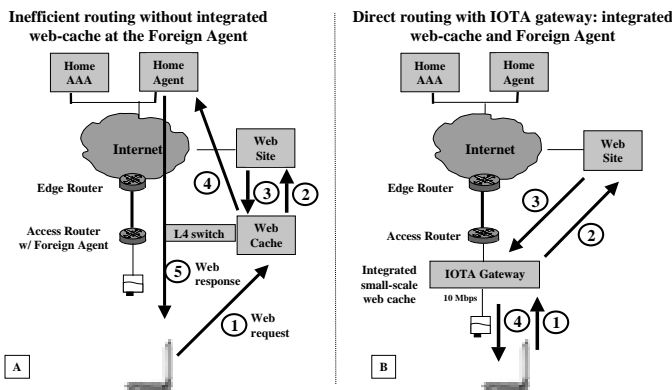 Inefficient routing without integrated
web-cache at the Foreign Agent
Home
AAA
Home
Agent
Internet
Web
Site
4
3
2
Edge Router
Access Router
w/ Foreign Agent
L4 switch
Web
Cache
5
Web
response
1
Web
request
A
Direct routing with IOTA gateway: integrated
web-cache and Foreign Agent
Home
AAA
Home
Agent
Internet
Web
Site
Edge Router
3
2
Access Router
Integrated
small-scale
web cache
IOTA Gateway
10 Mbps
4
1
B